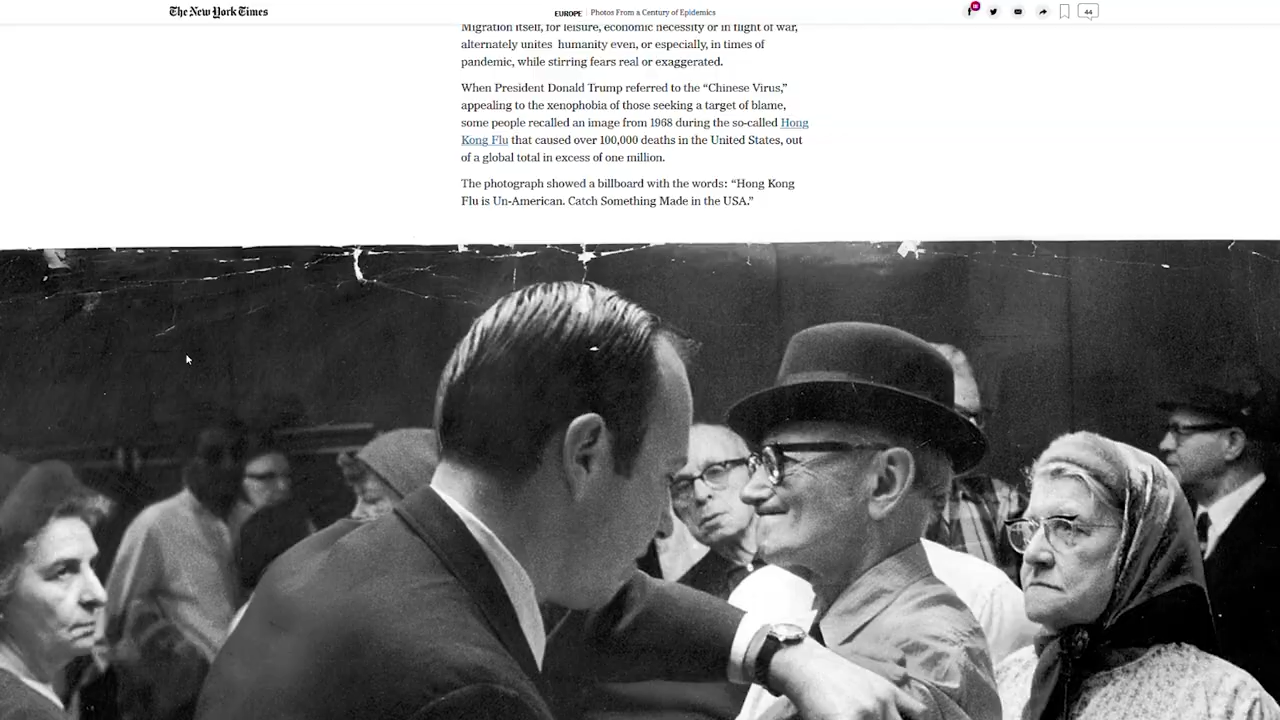 The New York Times
EUROPE | Photos From a Century of Epidemics
44
Migration itself, for leisure, economic necessity or in flight of war,
alternately unites humanity even, or especially, in times of
pandemic, while stirring fears real or exaggerated.
When President Donald Trump referred to the “Chinese Virus,”
appealing to the xenophobia of those seeking a target of blame,
some people recalled an image from 1968 during the so-called Hong
Kong Flu that caused over 100,000 deaths in the United States, out
of a global total in excess of one million.
The photograph showed a billboard with the words: “Hong Kong
Flu is Un-American. Catch Something Made in the USA.”